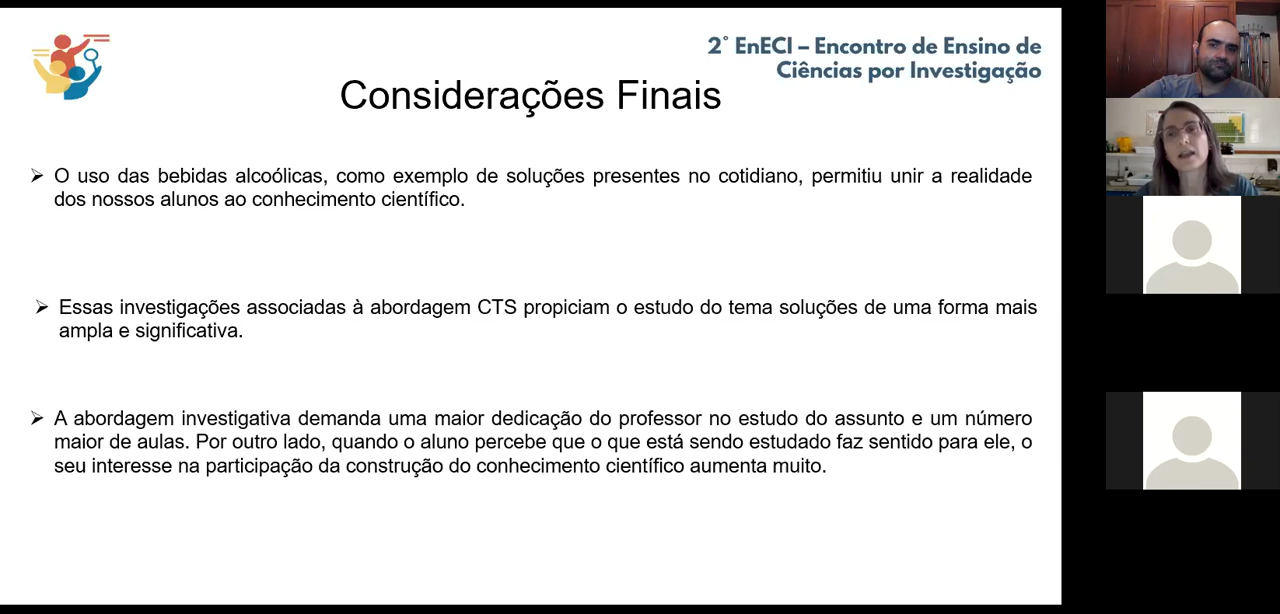 2° EnECI – Encontro de Ensino de
Ciências por Investigação
Considerações Finais
➢ O uso das bebidas alcoólicas, como exemplo de soluções presentes no cotidiano, permitiu unir a realidade
dos nossos alunos ao conhecimento científico.
➢ Essas investigações associadas à abordagem CTS propiciam o estudo do tema soluções de uma forma mais
ampla e significativa.
➢ A abordagem investigativa demanda uma maior dedicação do professor no estudo do assunto e um número
maior de aulas. Por outro lado, quando o aluno percebe que o que está sendo estudado faz sentido para ele, o
seu interesse na participação da construção do conhecimento científico aumenta muito.